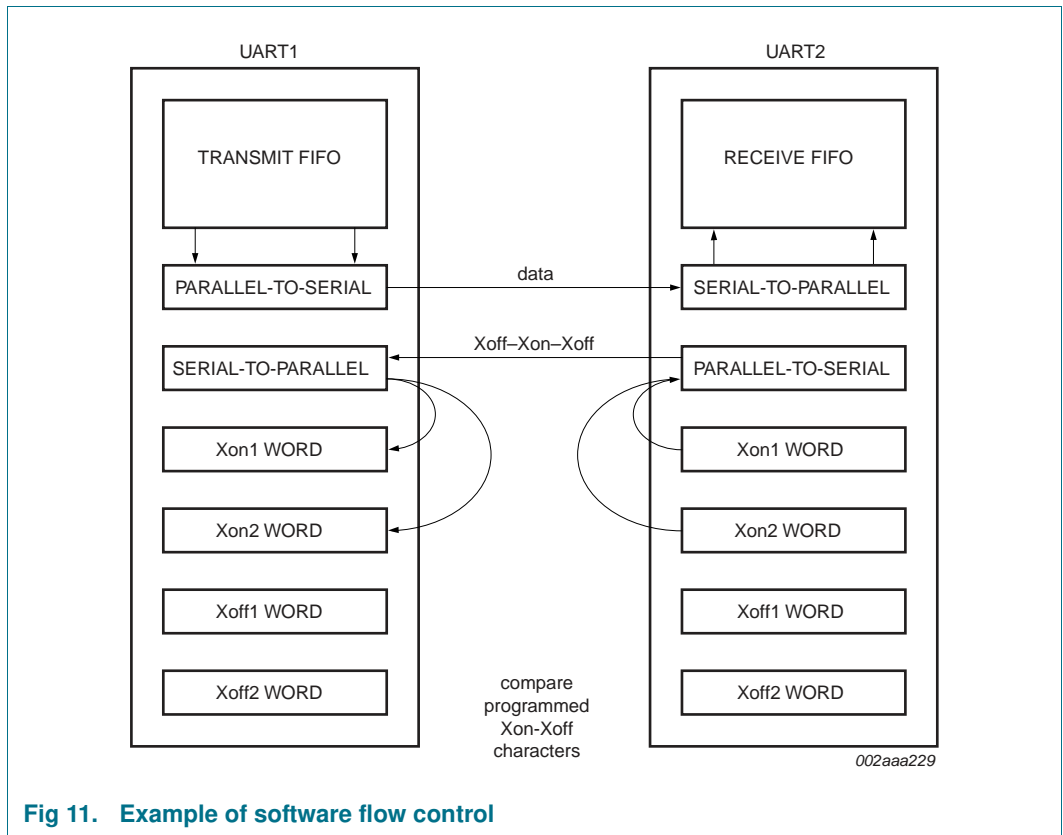 UART1
UART2
TRANSMIT FIFO
RECEIVE FIFO
PARALLEL-TO-SERIAL
data
SERIAL-TO-PARALLEL
Xoff–Xon–Xoff
SERIAL-TO-PARALLEL
PARALLEL-TO-SERIAL
Xon1 WORD
Xon1 WORD
Xon2 WORD
Xon2 WORD
Xoff1 WORD
Xoff1 WORD
Xoff2 WORD
Xoff2 WORD
compare
programmed
Xon-Xoff
characters
002aaa229
Fig 11. Example of software flow control